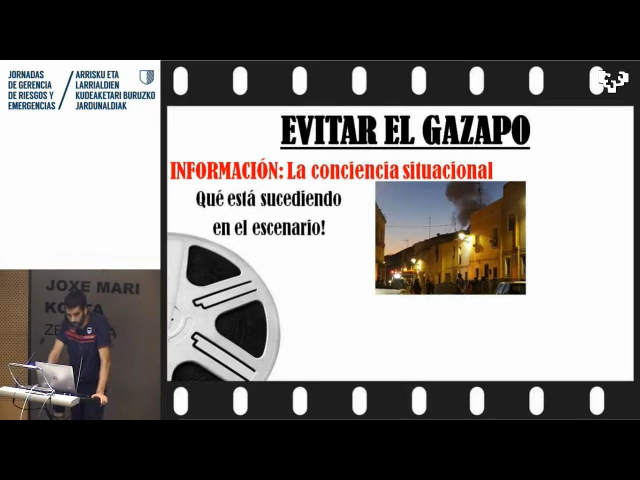 JORNADAS
DE GERENCIA
DE RIESGOS Y
EMERGENCIAS
ARRISKU ETA
LARRIALDIEN
KUDEAKETARI BURUZKO
JARDUNALDIAK
EVITAR EL GAZAPO
INFORMACIÓN: La conciencia situacional
Qué está sucediendo
en el escenario!
JOXE MARI